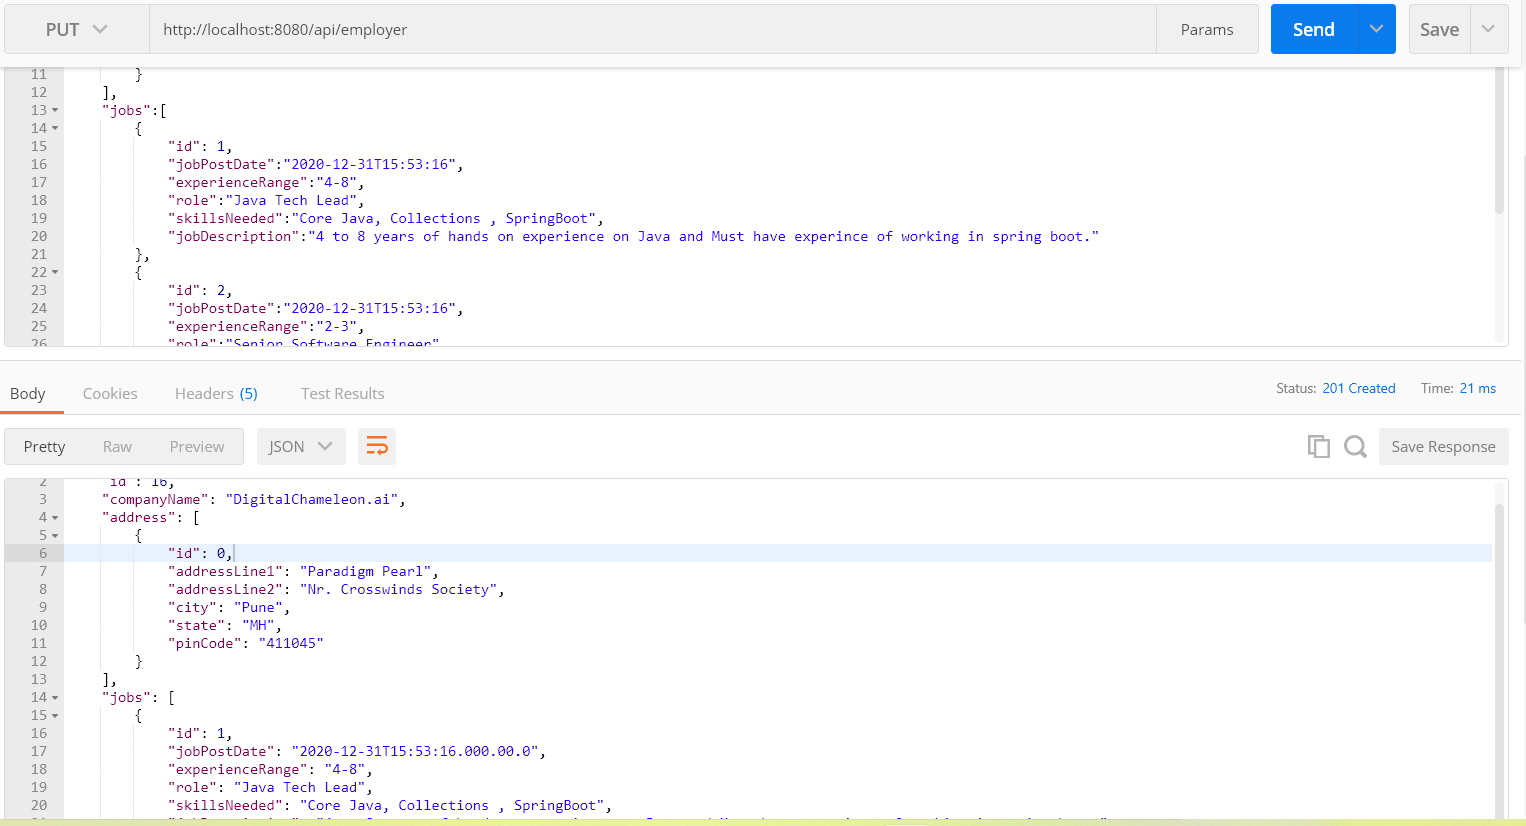 PUT http://localhost:8080/api/employer Params Send Save
11 }
12 ],
13 "jobs":[
14 {
15 "id": 1,
16 "jobPostDate":"2020-12-31T15:53:16",
17 "experienceRange":"4-8",
18 "role":"Java Tech Lead",
19 "skillsNeeded":"Core Java, Collections , SpringBoot",
20 "jobDescription":"4 to 8 years of hands on experience on Java and Must have experince of working in spring boot."
21 },
22 {
23 "id": 2,
24 "jobPostDate":"2020-12-31T15:53:16",
25 "experienceRange":"2-3",
26 "role":"Senior Software Engineer"
Body Cookies Headers (5) Test Results Status: 201 Created Time: 21 ms
Pretty Raw Preview JSON Save Response
2 "id": 16,
3 "companyName": "DigitalChameleon.ai",
4 "address": [
5 {
6 "id": 0,
7 "addressLine1": "Paradigm Pearl",
8 "addressLine2": "Nr. Crosswinds Society",
9 "city": "Pune",
10 "state": "MH",
11 "pinCode": "411045"
12 }
13 ],
14 "jobs": [
15 {
16 "id": 1,
17 "jobPostDate": "2020-12-31T15:53:16.000.00.0",
18 "experienceRange": "4-8",
19 "role": "Java Tech Lead",
20 "skillsNeeded": "Core Java, Collections , SpringBoot",